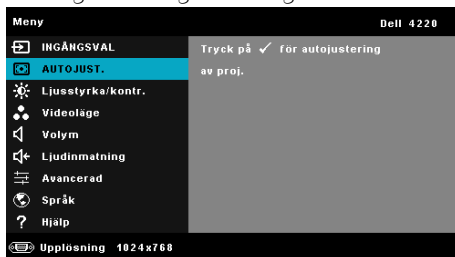 Meny
Dell 4220
INGÅNGSVAL
AUTOJUST.
Ljusstyrka/kontr.
Videoläge
Volym
Ljudinmatning
Avancerad
Språk
Hjälp
Tryck på ✓ för autojustering
av proj.
Upplösning 1024x768